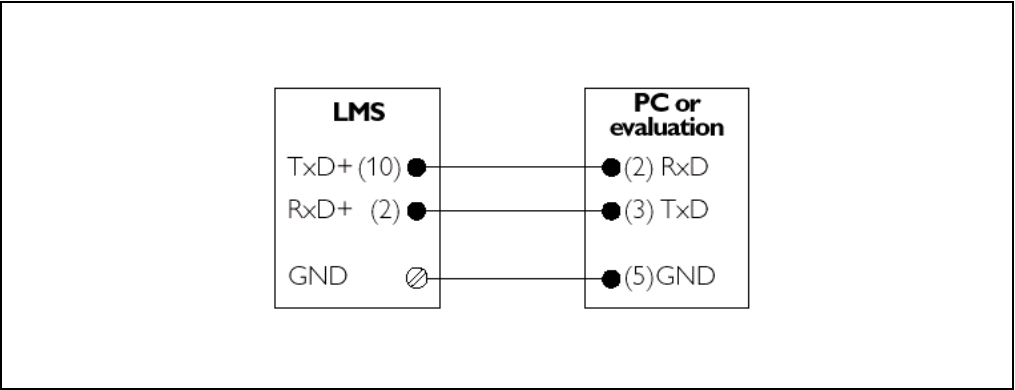 LMS
TxD+ (10)
RxD+ (2)
GND
PC or
evaluation
(2) RxD
(3) TxD
(5)GND